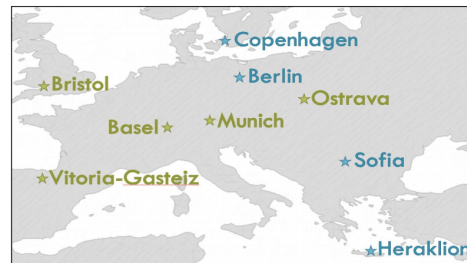 Copenhagen
Berlin
Bristol
Ostrava
Munich
Basel
Sofia
Vitoria-Gasteiz
Heraklion